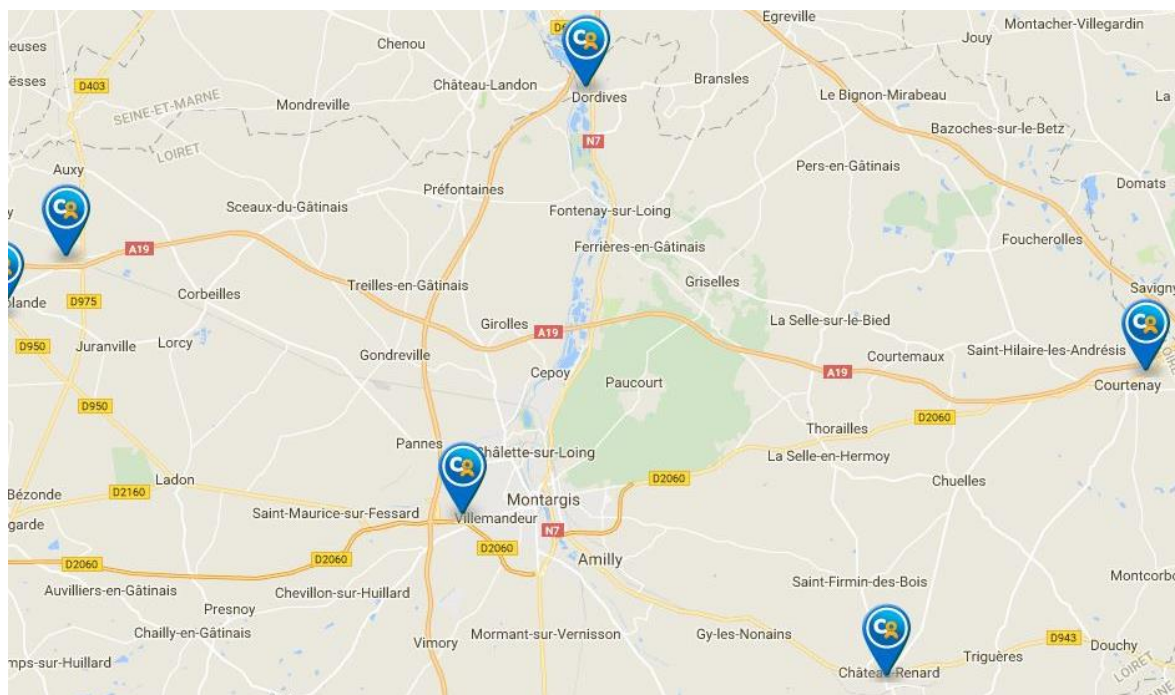 Egreville
Montacher-Villegardin
Jouy
Chenou
D403
Château-Landon
Bransles
Dordives
Mondreville
SEINE-ET-MARNE
LOIRET
Le Bignon-Mirabeau
Bazoches-sur-le-Betz
Auxy
Pers-en-Gâtinais
Domats
Préfontaines
Sceaux-du-Gâtinais
Fontenay-sur-Loing
Foucherolles
A19
Ferrières-en-Gâtinais
Griselles
Treilles-en-Gâtinais
Corbeilles
D975
Savigny
Girolles
A19
La Selle-sur-le-Bied
D950
Juranville
Lorcy
Gondreville
Courtemaux
Saint-Hilaire-les-Andrésis
Cepoy
A19
Paucourt
Courtenay
D950
D2060
Thorailles
Pannes
Châlette-sur-Loing
La Selle-en-Hermoy
Ladon
D2060
Chuelles
D2160
Montargis
Saint-Maurice-sur-Fessard
Villemandeur
N7
D2060
D2060
D2060
Amilly
Saint-Firmin-des-Bois
Auvilliers-en-Gâtinais
Chevillon-sur-Huillard
Presnoy
Chailly-en-Gâtinais
Vimory
Mormant-sur-Vernisson
Gy-les-Nonains
D943
Douchy
Triguères
Château-Renard
LOIRET
N7